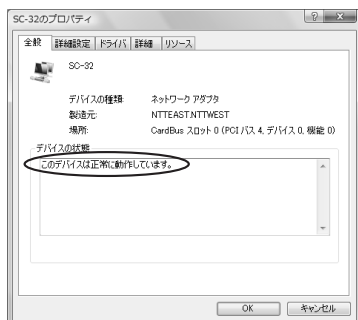 SC-32のプロパティ
全般 詳細設定 ドライバ 詳細 リソース
SC-32
デバイスの種類: ネットワーク アダプタ
製造元: NTTEAST.NTTWEST
場所: CardBus スロット 0 (PCI バス 4, デバイス 0, 機能 0)
デバイスの状態
このデバイスは正常に動作しています。
OK キャンセル